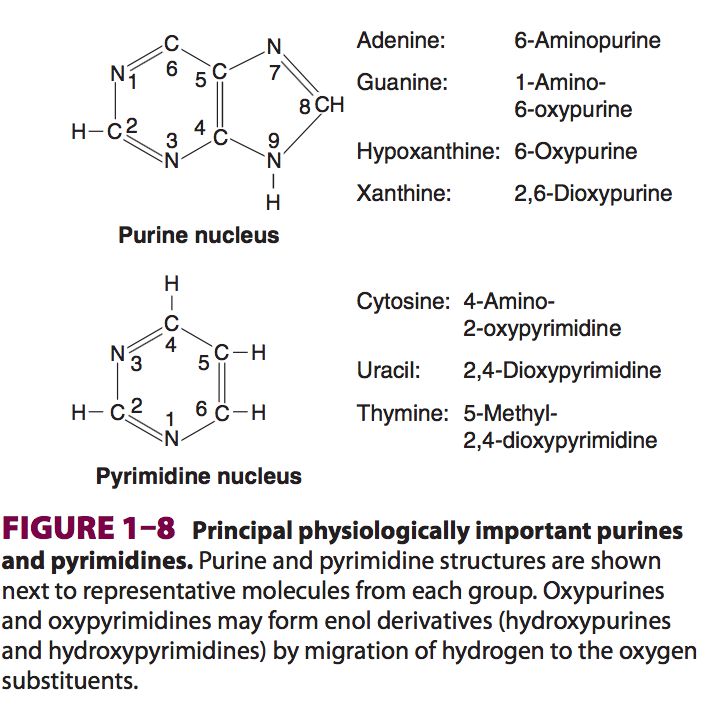 C
N
6
5
C
7
N
1
8
CH
H–C
2
3
4
C
9
N
N
H
Purine nucleus
Adenine: 6-Aminopurine
Guanine: 1-Amino-
6-oxypurine
Hypoxanthine: 6-Oxypurine
Xanthine: 2,6-Dioxypurine
H
C
4
N
3
5
C–H
H–C
2
1
6
C–H
N
Pyrimidine nucleus
Cytosine: 4-Amino-
2-oxypyrimidine
Uracil: 2,4-Dioxypyrimidine
Thymine: 5-Methyl-
2,4-dioxypyrimidine
FIGURE 1–8 Principal physiologically important purines
and pyrimidines. Purine and pyrimidine structures are shown
next to representative molecules from each group. Oxypurines
and oxypyrimidines may form enol derivatives (hydroxypurines
and hydroxypyrimidines) by migration of hydrogen to the oxygen
substituents.